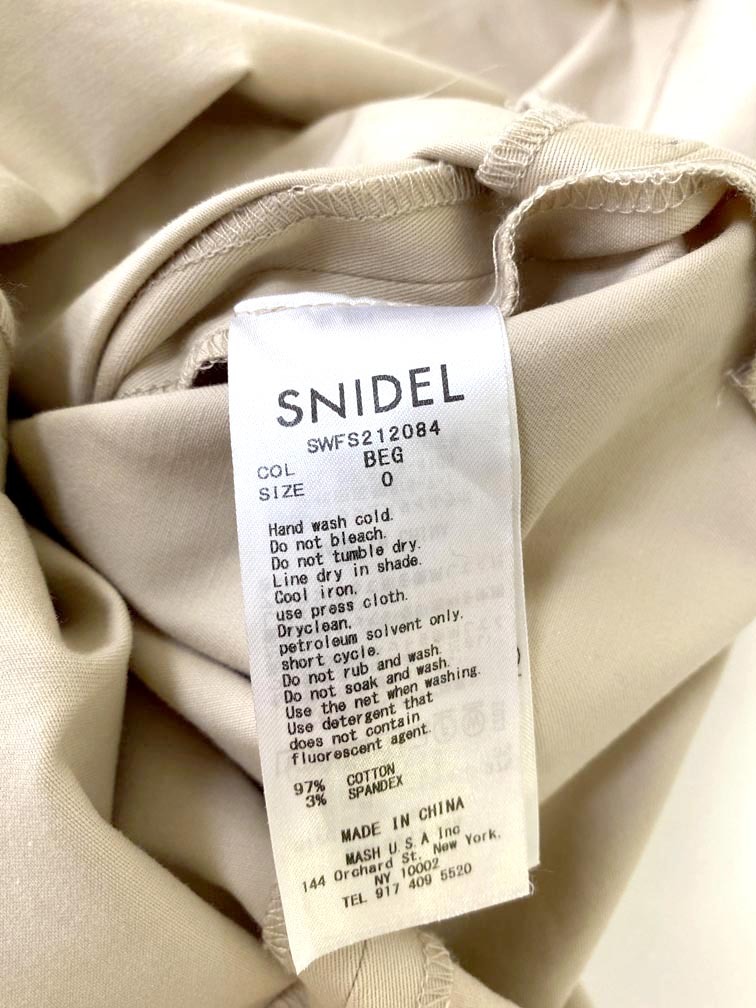 SNIDEL
SWFS212084
COL BEG
SIZE 0
Hand wash cold.
Do not bleach.
Do not tumble dry.
Line dry in shade.
Cool iron.
use press cloth.
Dryclean.
petroleum solvent only.
short cycle.
Do not rub and wash.
Do not soak and wash.
Use the net when washing.
Use detergent that
does not contain
fluorescent agent.
97% COTTON
3% SPANDEX
MADE IN CHINA
MASH U.S.A Inc
144 Orchard St. New York,
NY 10002
TEL 917 409 5520